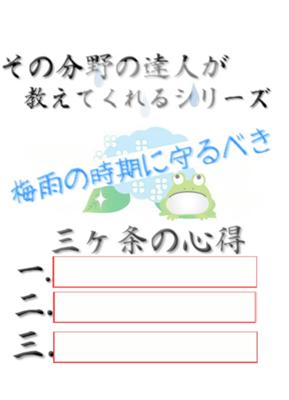 その分野の達人が
教えてくれるシリーズ
梅雨の時期に守るべき
三ヶ条の心得
一.
二.
三.